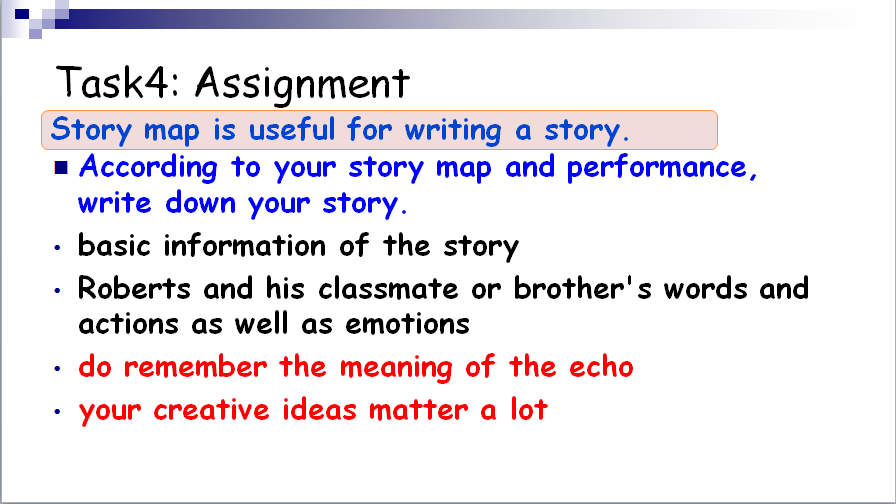 Task4: Assignment
Story map is useful for writing a story.
According to your story map and performance,
write down your story.
basic information of the story
Roberts and his classmate or brother's words and
actions as well as emotions
do remember the meaning of the echo
your creative ideas matter a lot